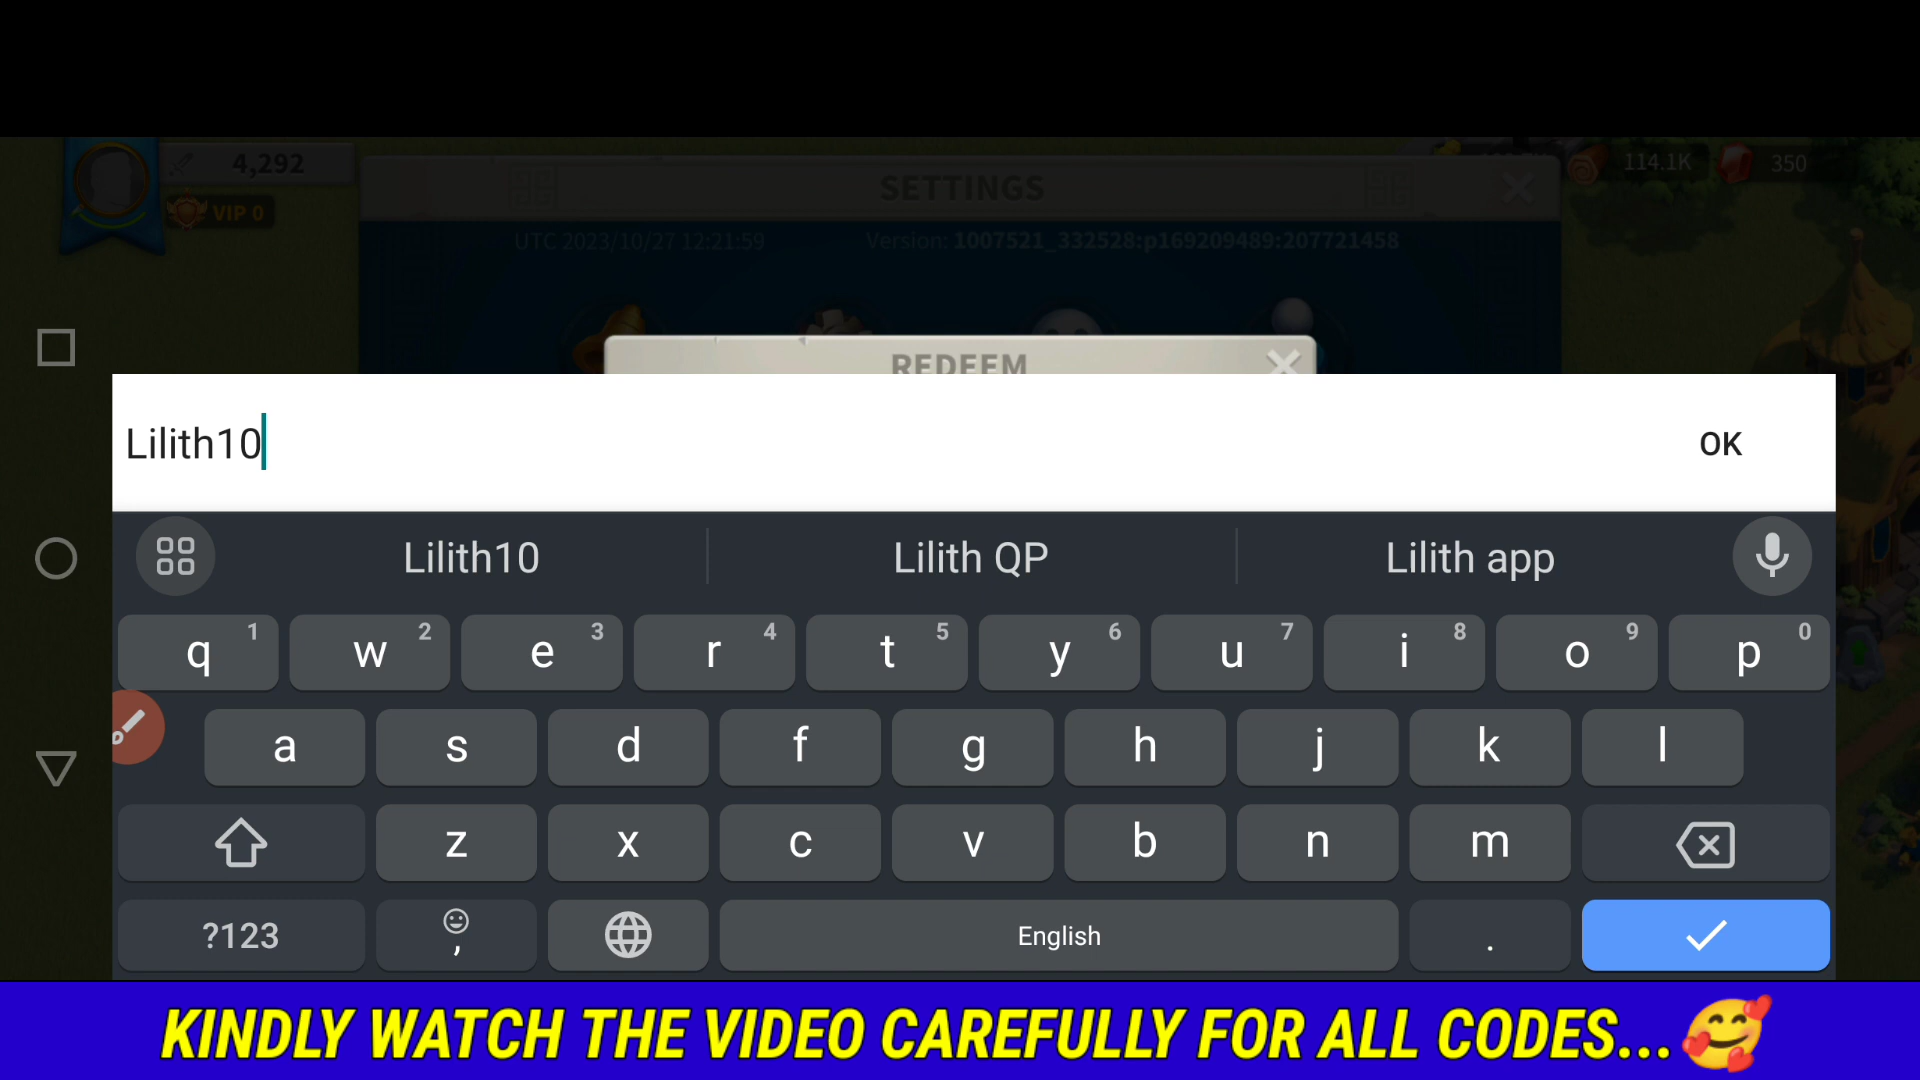 4,292
114.1K
350
SETTINGS
VIP 0
UTC 2023/10/27 12:21:59
Version: 1007521_332528:p169209489:207721458
REDEEM
Lilith10
OK
Lilith10
Lilith QP
Lilith app
q 1 w 2 e 3 r 4 t 5 y 6 u 7 i 8 o 9 p 0
a s d f g h j k l
z x c v b n m
?123 , English .
KINDLY WATCH THE VIDEO CAREFULLY FOR ALL CODES...🥰